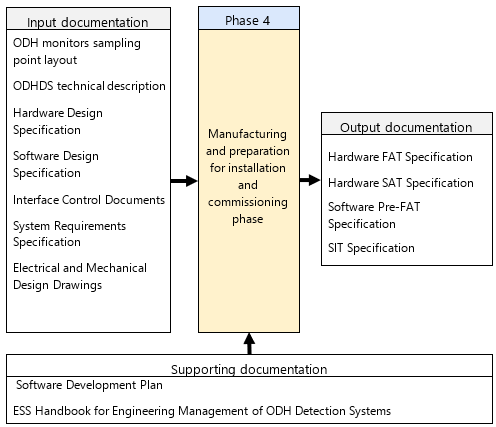 Input documentation
ODH monitors sampling
point layout
ODHDS technical description
Hardware Design
Specification
Software Design
Specification
Interface Control Documents
System Requirements
Specification
Electrical and Mechanical
Design Drawings
Phase 4
Manufacturing
and preparation
for installation
and
commissioning
phase
Output documentation
Hardware FAT Specification
Hardware SAT Specification
Software Pre-FAT
Specification
SIT Specification
Supporting documentation
Software Development Plan
ESS Handbook for Engineering Management of ODH Detection Systems